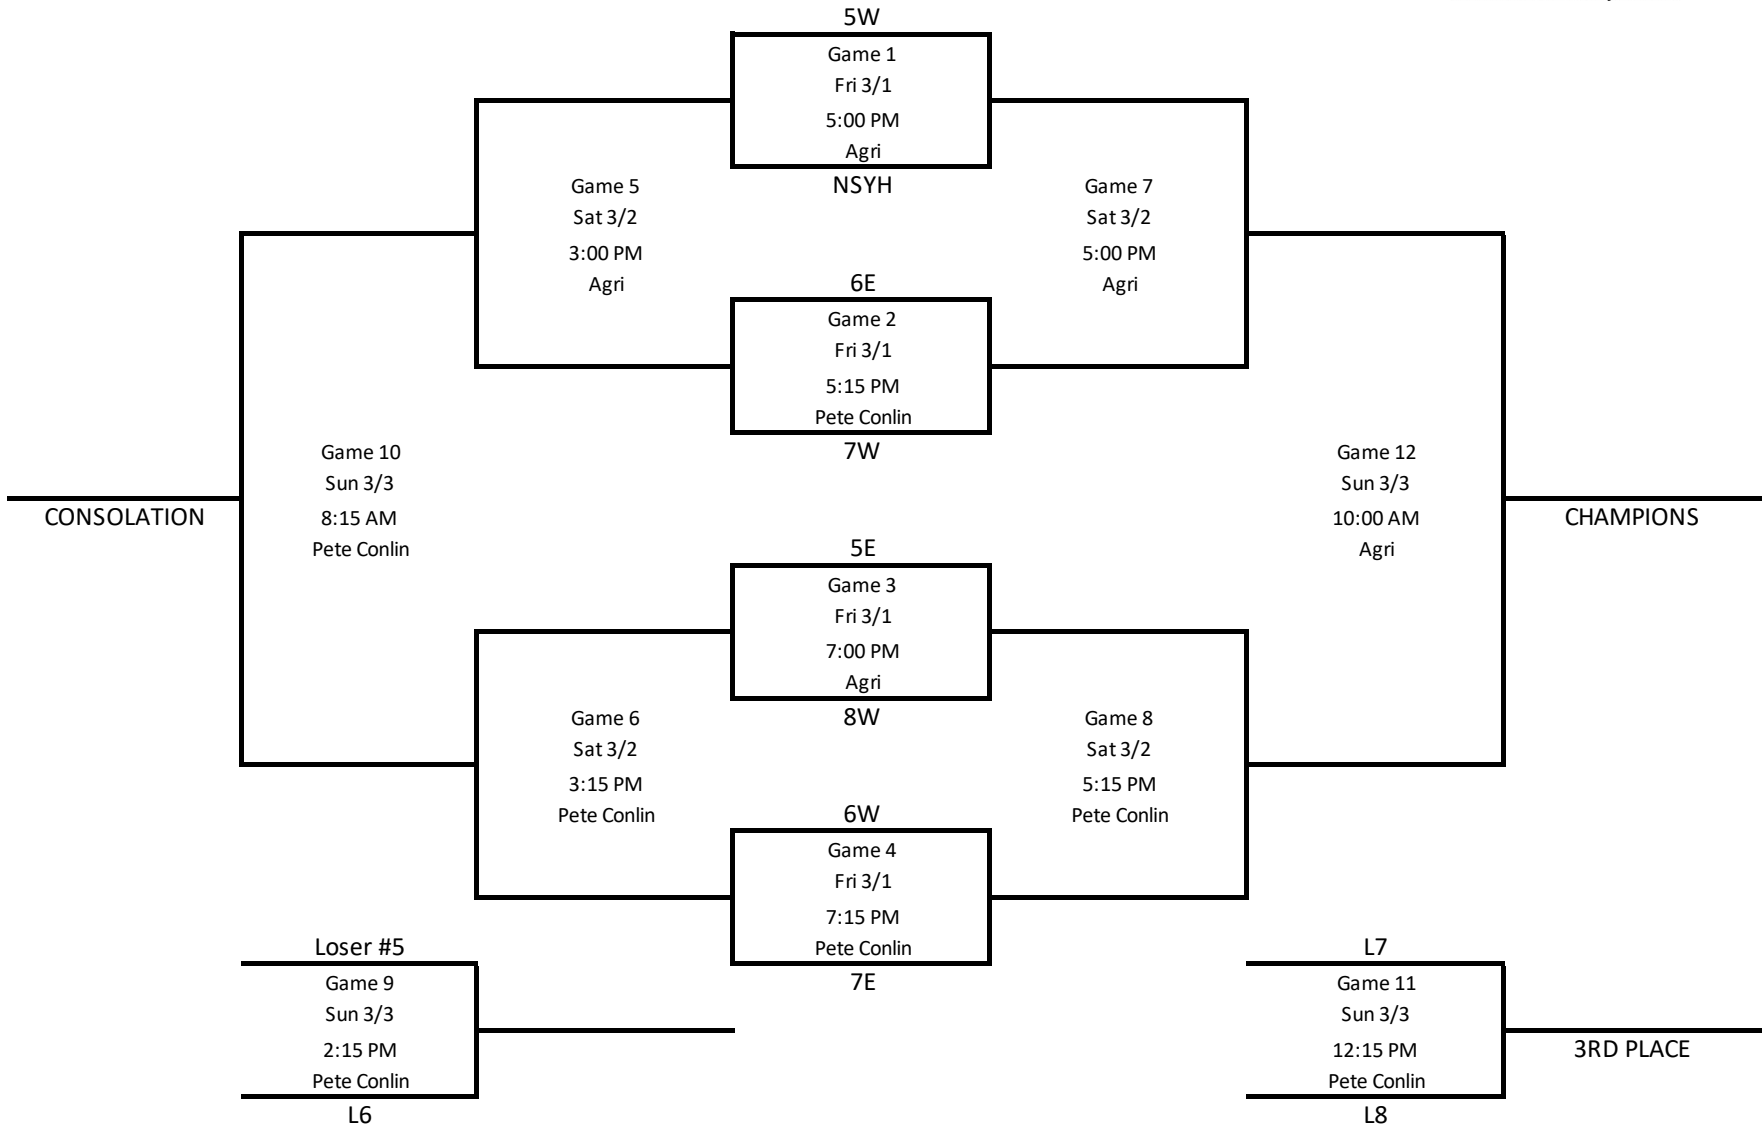 5W
Game 1
Fri 3/1
5:00 PM
Agri
NSYH
Game 5
Sat 3/2
3:00 PM
Agri
Game 7
Sat 3/2
5:00 PM
Agri
6E
Game 2
Fri 3/1
5:15 PM
Pete Conlin
7W
CONSOLATION
Game 10
Sun 3/3
8:15 AM
Pete Conlin
Game 12
Sun 3/3
10:00 AM
Agri
CHAMPIONS
5E
Game 3
Fri 3/1
7:00 PM
Agri
8W
Game 6
Sat 3/2
3:15 PM
Pete Conlin
Game 8
Sat 3/2
5:15 PM
Pete Conlin
6W
Game 4
Fri 3/1
7:15 PM
Pete Conlin
7E
Loser #5
Game 9
Sun 3/3
2:15 PM
Pete Conlin
L6
L7
Game 11
Sun 3/3
12:15 PM
Pete Conlin
L8
3RD PLACE